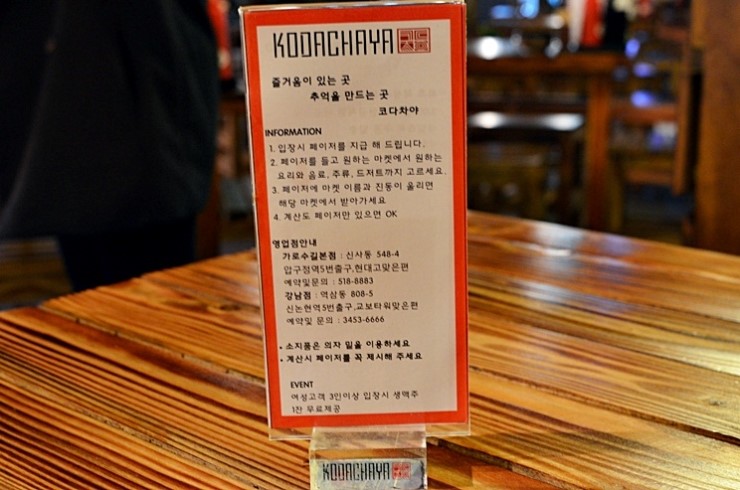 KODACHAYA 코다차야
즐거움이 있는 곳
추억을 만드는 곳
코다차야
INFORMATION
1. 입장시 페이저를 지급 해 드립니다.
2. 페이저를 들고 원하는 마켓에서 원하는
요리와 음료, 주류, 드저트까지 고르세요.
3. 페이저에 마켓 이름과 진동이 울리면
해당 마켓에서 받아가세요
4. 계산도 페이저만 있으면 OK
영업점안내
가로수길본점 : 신사동 548-4
압구정역5번출구,현대고맞은편
예약및문의 : 518-8883
강남점 : 역삼동 808-5
신논현역5번출구,교보타워맞은편
예약및 문의 : 3453-6666
• 소지품은 의자 밑을 이용하세요
• 계산시 페이저를 꼭 제시해 주세요
EVENT
여성고객 3인이상 입장시 생맥주
1잔 무료제공
KODACHAYA